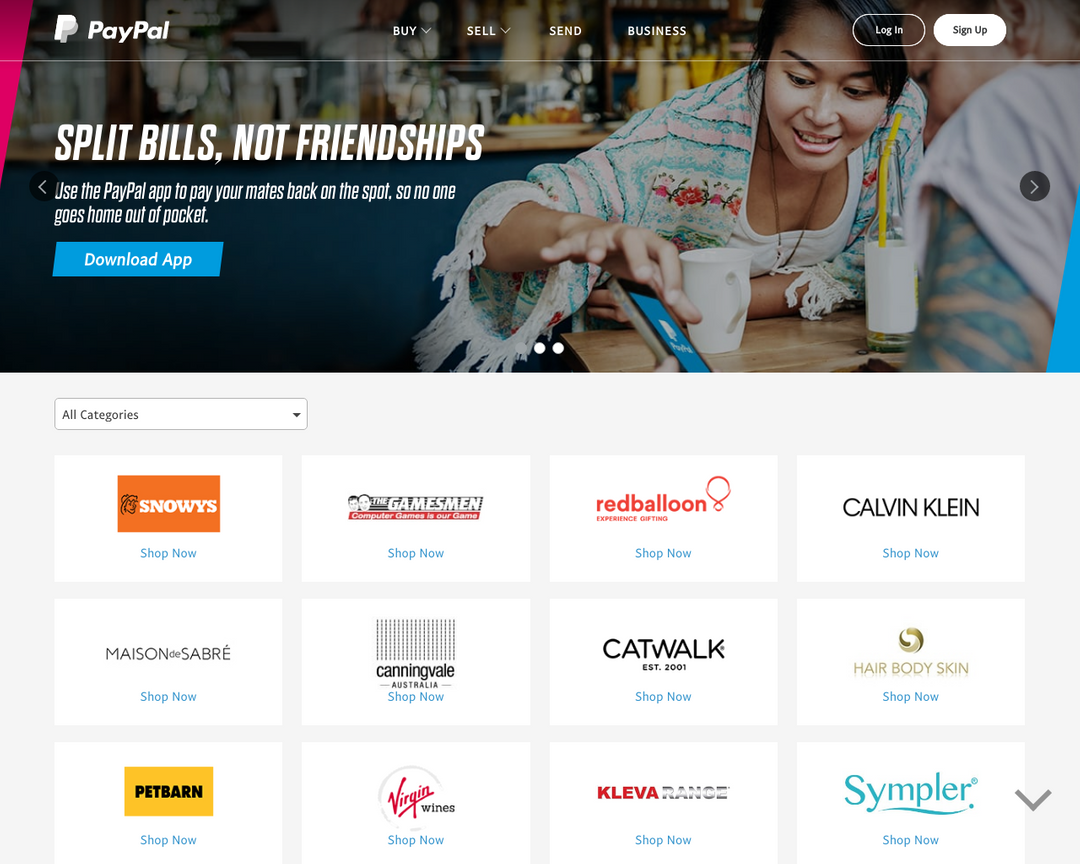 PayPal
BUY
SELL
SEND
BUSINESS
Log In
Sign Up
SPLIT BILLS, NOT FRIENDSHIPS
Use the PayPal app to pay your mates back on the spot, so no one
goes home out of pocket.
Download App
PayPal
All Categories
SNOWYS
THE GAMESMEN
Computer Games is our Game
redballoon
EXPERIENCE GIFTING
CALVIN KLEIN
Shop Now
Shop Now
Shop Now
Shop Now
MAISONdeSABRÉ
canningvale
AUSTRALIA
CATWALK
EST. 2001
HAIR BODY SKIN
Shop Now
Shop Now
Shop Now
Shop Now
PETBARN
Virgin
wines
KLEVA RANGE
Sympler®
Shop Now
Shop Now
Shop Now
Shop Now